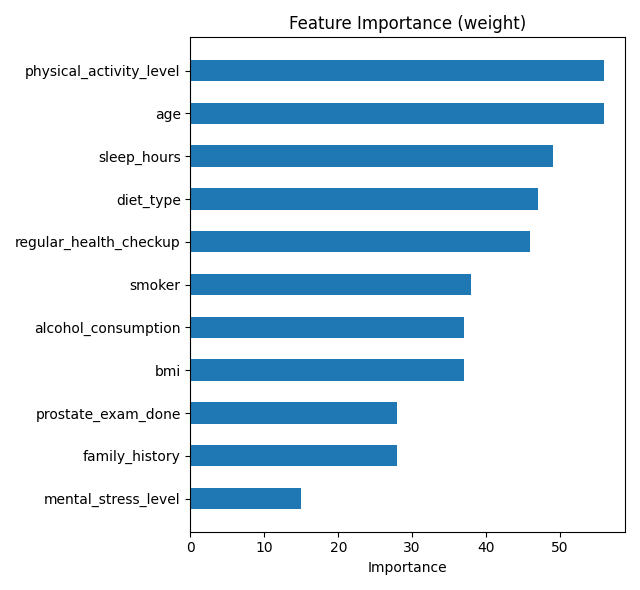 Feature Importance (weight)
physical_activity_level
age
sleep_hours
diet_type
regular_health_checkup
smoker
alcohol_consumption
bmi
prostate_exam_done
family_history
mental_stress_level
0 10 20 30 40 50
Importance